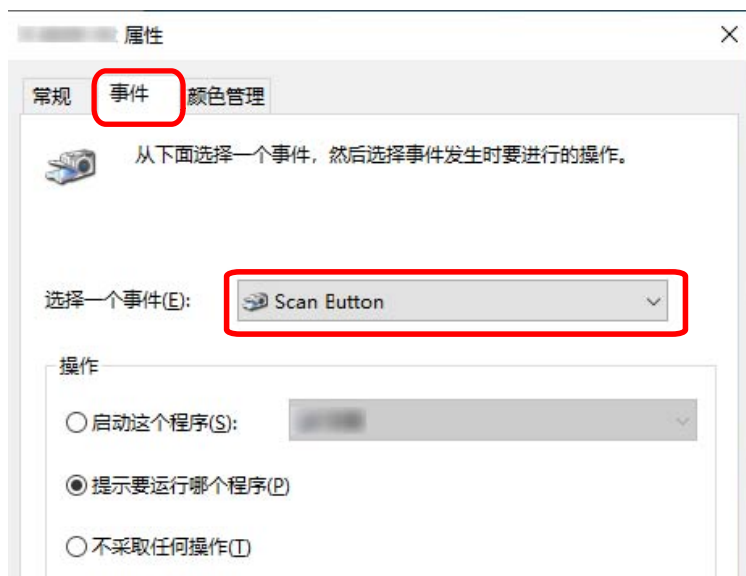 属性
常规 事件 颜色管理
从下面选择一个事件，然后选择事件发生时要进行的操作。
选择一个事件(E): Scan Button
操作
启动这个程序(S):
提示要运行哪个程序(P)
不采取任何操作(T)